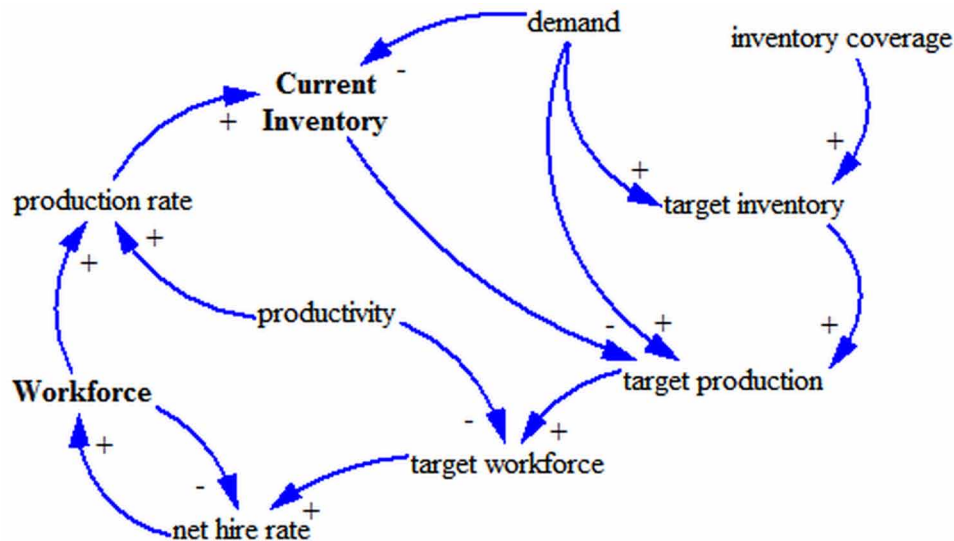 demand
inventory coverage
-
Current
Inventory
+
+
+
production rate
target inventory
+
+
productivity
-
+
+
target production
Workforce
-
+
+
target workforce
-
+
net hire rate